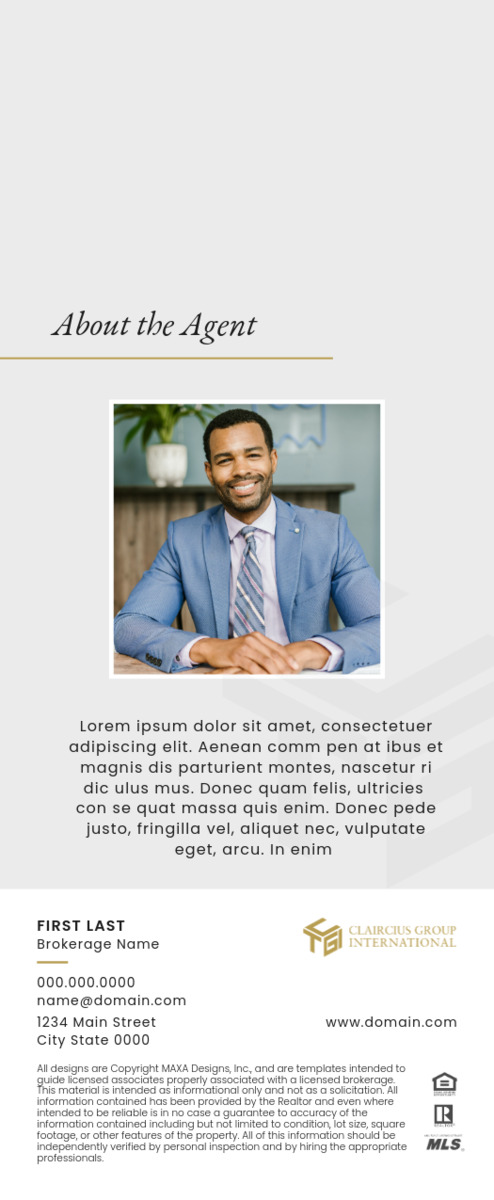 About the Agent
Lorem ipsum dolor sit amet, consectetuer
adipiscing elit. Aenean comm pen at ibus et
magnis dis parturient montes, nascetur ri
dic ulus mus. Donec quam felis, ultricies
con se quat massa quis enim. Donec pede
justo, fringilla vel, aliquet nec, vulputate
eget, arcu. In enim
FIRST LAST
Brokerage Name
CLAIRCIUS GROUP
INTERNATIONAL
000.000.0000
name@domain.com
1234 Main Street
City State 0000
www.domain.com
All designs are Copyright MAXA Designs, Inc., and are templates intended to
guide licensed associates properly associated with a licensed brokerage.
This material is intended as informational only and not as a solicitation. All
information contained has been provided by the Realtor and even where
intended to be reliable is in no case a guarantee to accuracy of the
information contained including but not limited to condition, lot size, square
footage, or other features of the property. All of this information should be
independently verified by personal inspection and by hiring the appropriate
professionals.
R
MLS